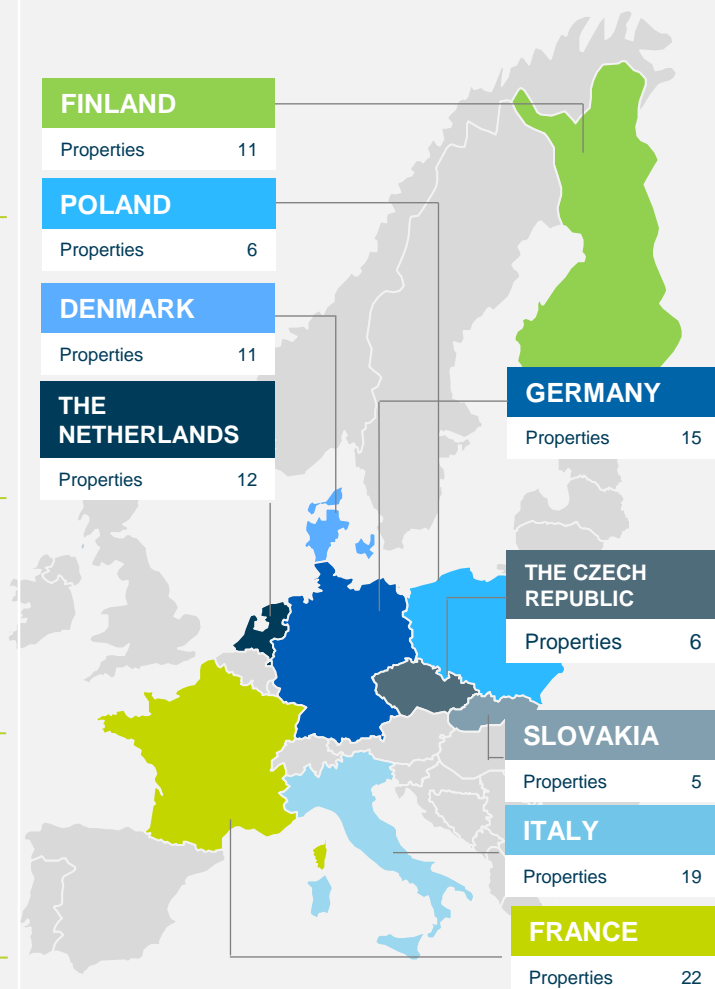 FINLAND
Properties 11
POLAND
Properties 6
DENMARK
Properties 11
THE
NETHERLANDS
Properties 12
GERMANY
Properties 15
THE CZECH
REPUBLIC
Properties 6
SLOVAKIA
Properties 5
ITALY
Properties 19
FRANCE
Properties 22